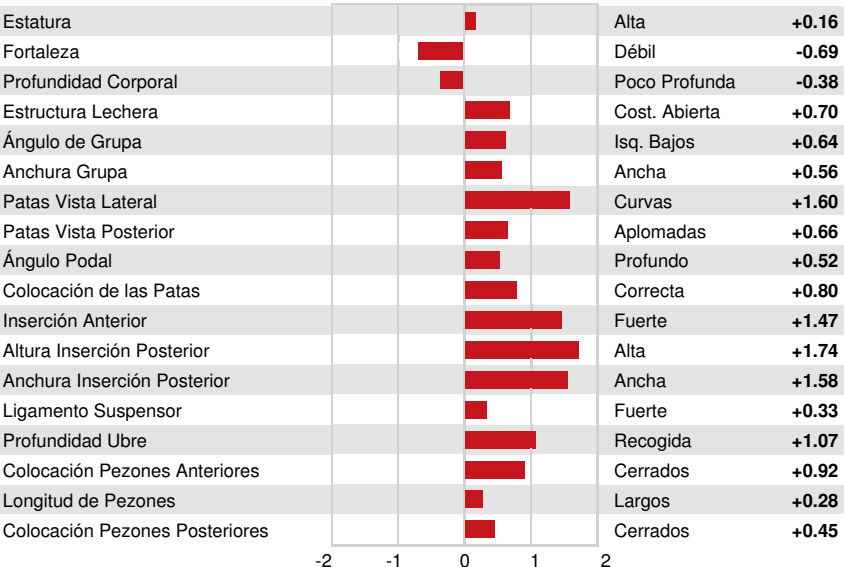 Estatura Alta +0.16
Fortaleza Débil -0.69
Profundidad Corporal Poco Profunda -0.38
Estructura Lechera Cost. Abierta +0.70
Ángulo de Grupa Isq. Bajos +0.64
Anchura Grupa Ancha +0.56
Patas Vista Lateral Curvas +1.60
Patas Vista Posterior Aplomadas +0.66
Ángulo Podal Profundo +0.52
Colocación de las Patas Correcta +0.80
Inserción Anterior Fuerte +1.47
Altura Inserción Posterior Alta +1.74
Anchura Inserción Posterior Ancha +1.58
Ligamento Suspensor Fuerte +0.33
Profundidad Ubre Recogida +1.07
Colocación Pezones Anteriores Cerrados +0.92
Longitud de Pezones Largos +0.28
Colocación Pezones Posteriores Cerrados +0.45
-2 -1 0 1 2